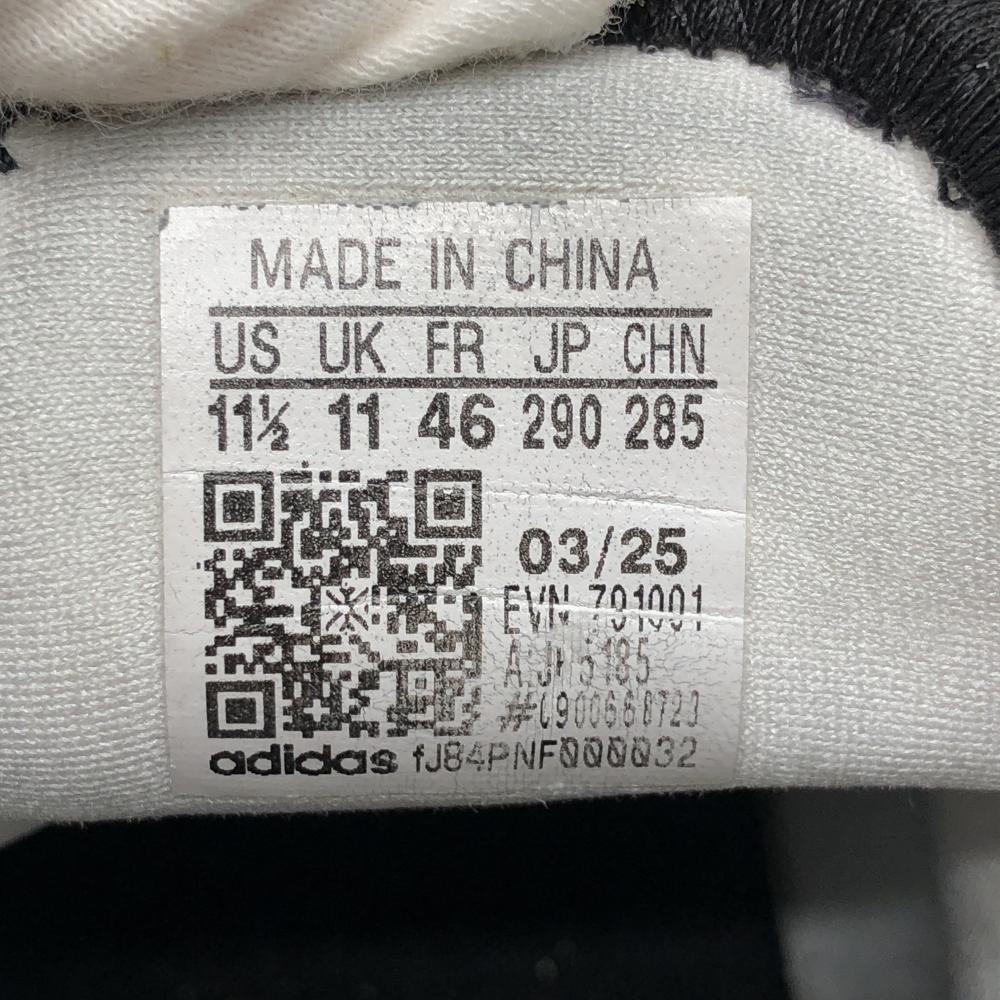 MADE IN CHINA
US UK FR JP CHN
11½ 11 46 290 285
03/25
EVN 791001
adidas fJ84PNF000032